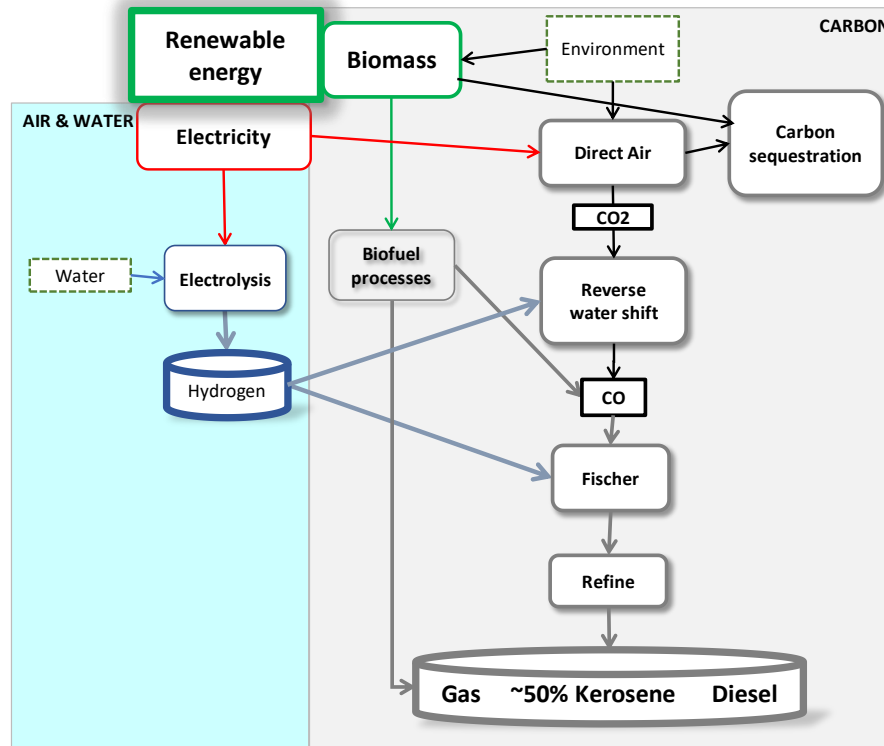 Renewable
energy
Biomass
Environment
CARBON
AIR & WATER
Electricity
Direct Air
Carbon
sequestration
CO2
Water
Electrolysis
Biofuel
processes
Reverse
water shift
Hydrogen
CO
Fischer
Refine
Gas ~50% Kerosene Diesel